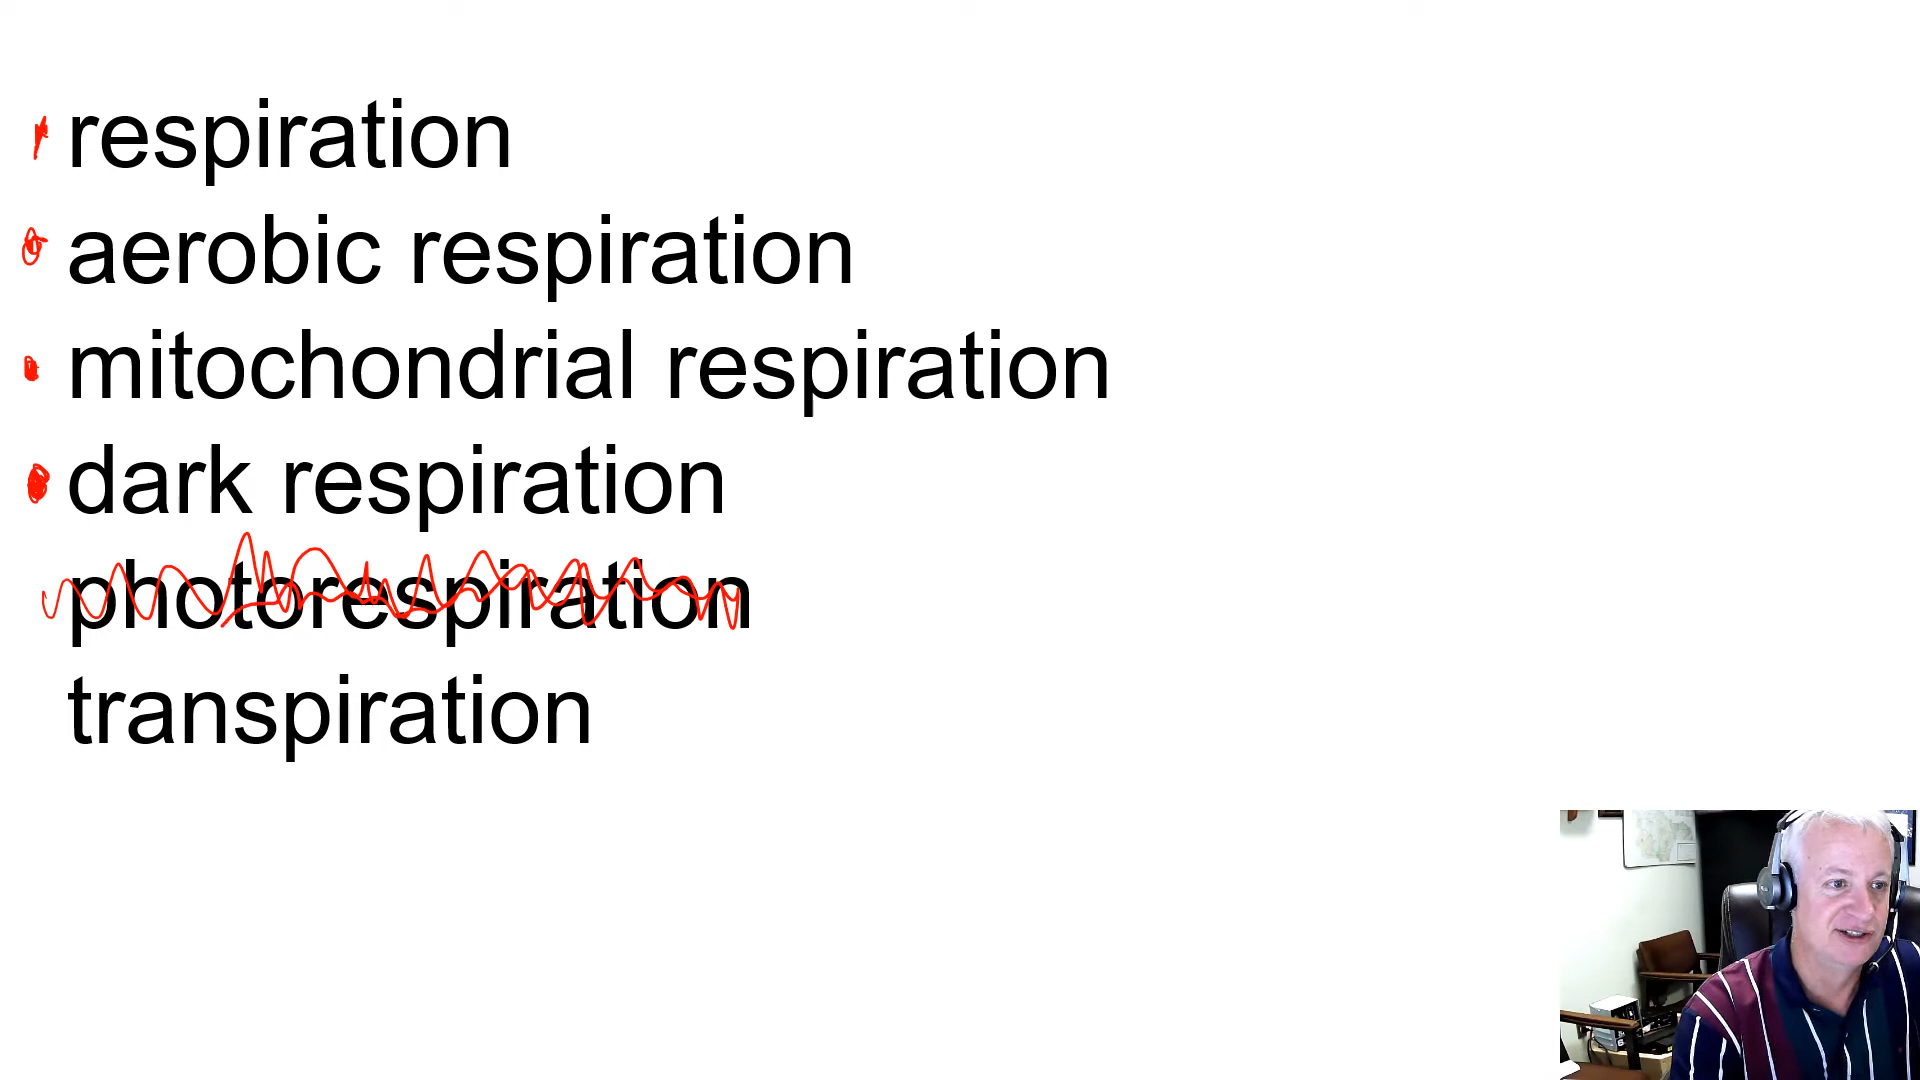 respiration
aerobic respiration
mitochondrial respiration
dark respiration
photorespiration
transpiration